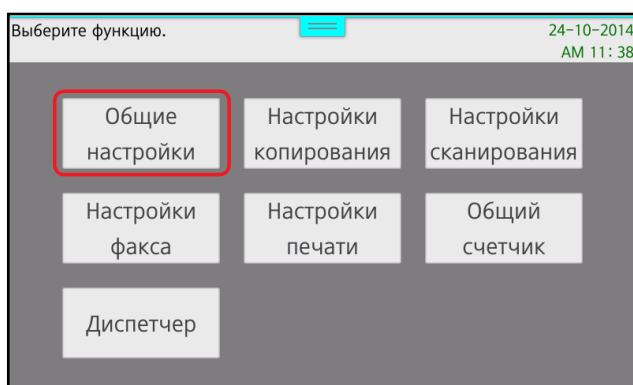 Выберите функцию.
24-10-2014
AM 11: 38
Общие
настройки
Настройки
копирования
Настройки
сканирования
Настройки
факса
Настройки
печати
Общий
счетчик
Диспетчер